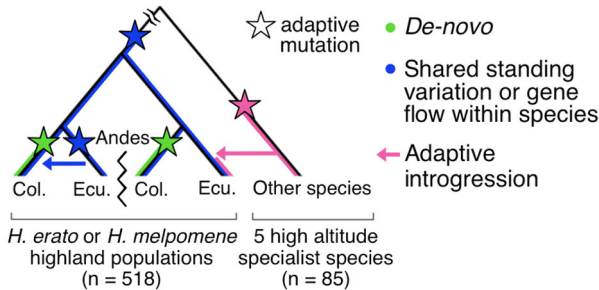 adaptive
mutation
De-novo
Shared standing
variation or gene
flow within species
Adaptive
introgression
Andes
Col. Ecu. Col. Ecu. Other species
H. erato or H. melpomene
highland populations
(n = 518)
5 high altitude
specialist species
(n = 85)